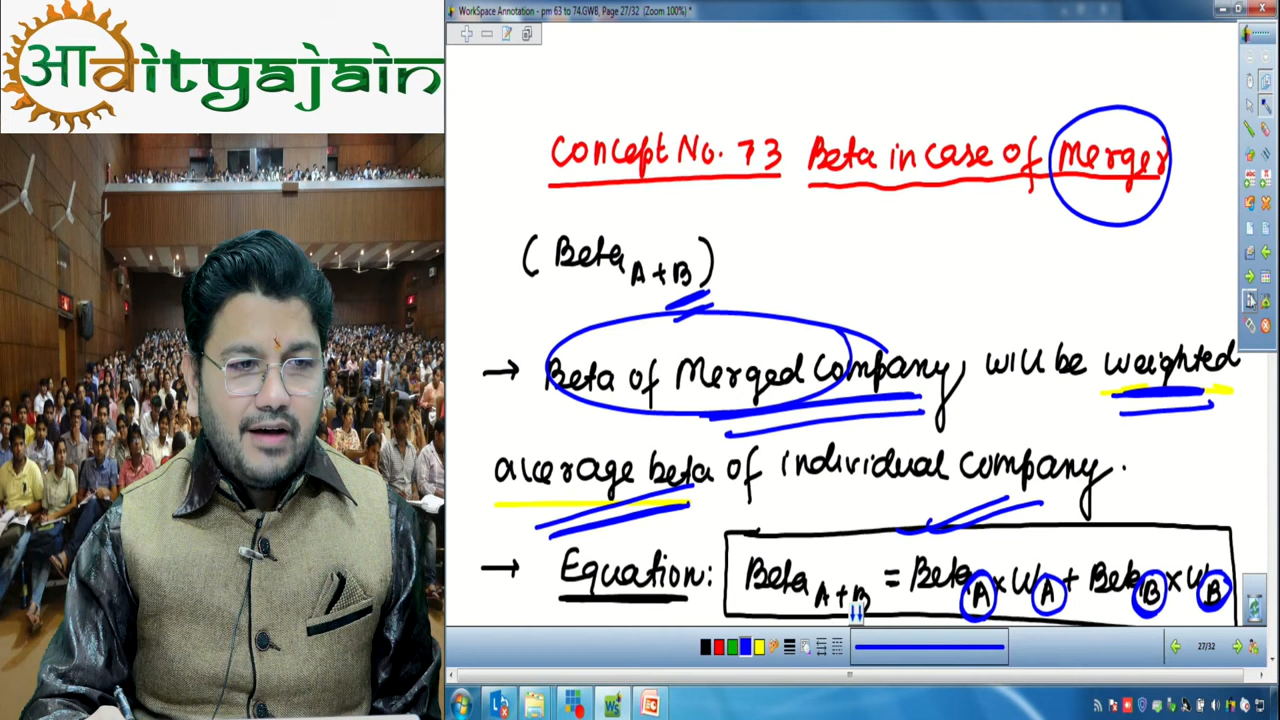 आdityajain
WorkSpace Annotation - pm 63 to 74.GWB, Page 27/32 (Zoom 100%) *
Concept No. 73 Beta in case of Merger
(Beta A+B)
→ Beta of Merged Company, will be weighted
average beta of individual company.
→ Equation: Beta A+B = Beta A × W A + Beta B × W B
27/32